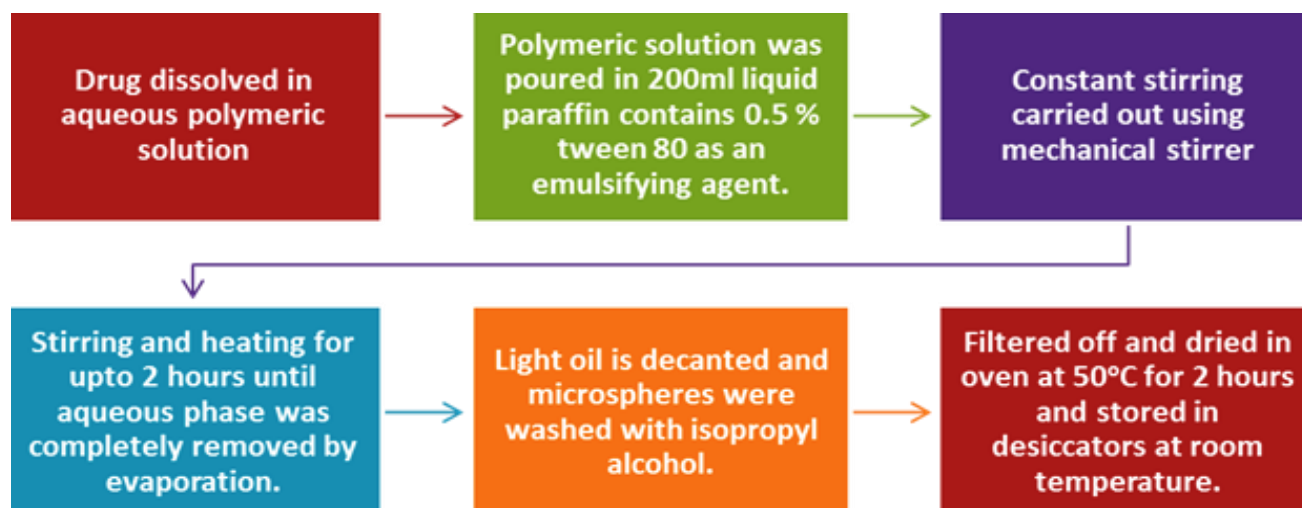 Drug dissolved in
aqueous polymeric
solution
Polymeric solution was
poured in 200ml liquid
paraffin contains 0.5 %
tween 80 as an
emulsifying agent.
Constant stirring
carried out using
mechanical stirrer
Stirring and heating for
upto 2 hours until
aqueous phase was
completely removed by
evaporation.
Light oil is decanted and
microspheres were
washed with isopropyl
alcohol.
Filtered off and dried in
oven at 50°C for 2 hours
and stored in
desiccators at room
temperature.